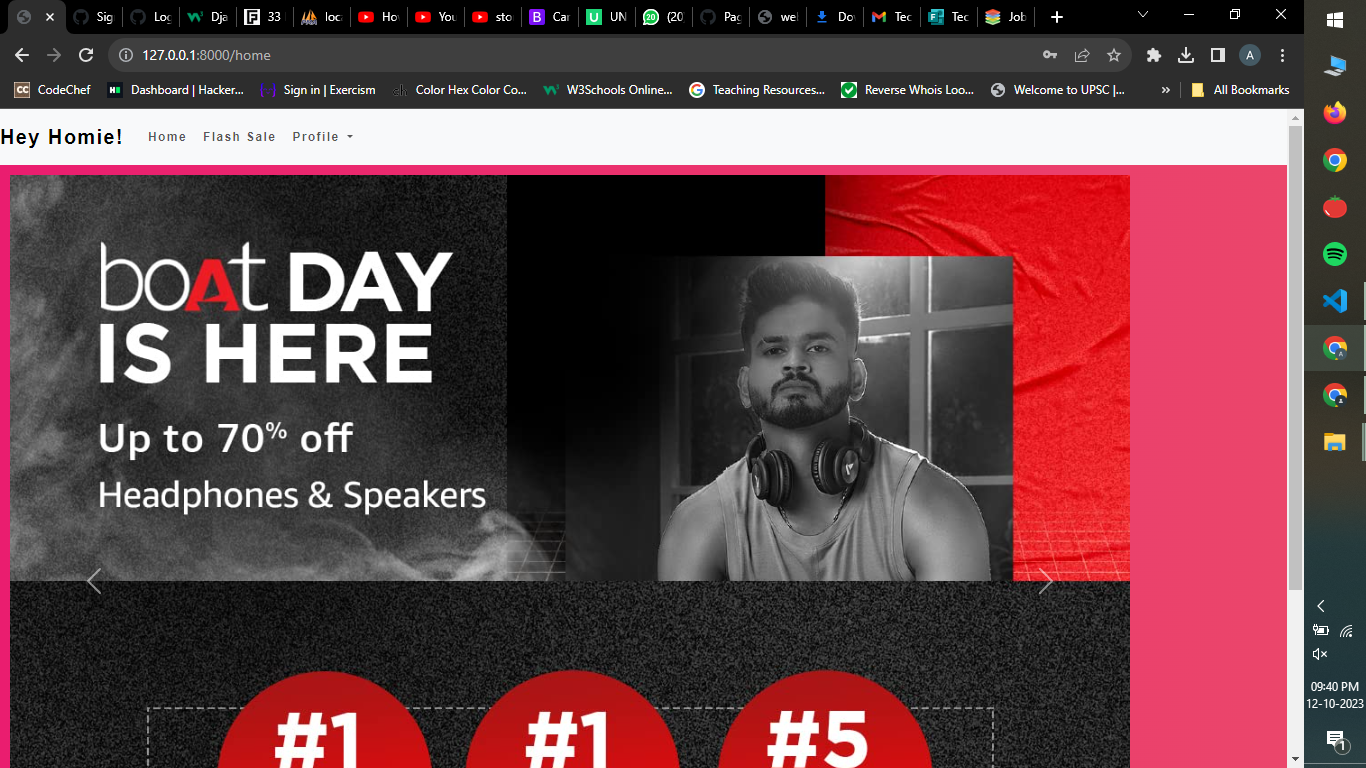 Sig
Log
Dja
33
loca
How
You
sto
Car
UN
(20
Pag
wel
Do
Tec
Tec
Job
127.0.0.1:8000/home
A
CodeChef
Dashboard | Hacker...
Sign in | Exercism
Color Hex Color Co...
W3Schools Online...
Teaching Resources...
Reverse Whois Loo...
Welcome to UPSC |...
»
All Bookmarks
Hey Homie!
Home
Flash Sale
Profile
boAt DAY
IS HERE
Up to 70% off
Headphones & Speakers
#1
#1
#5
09:40 PM
12-10-2023
1